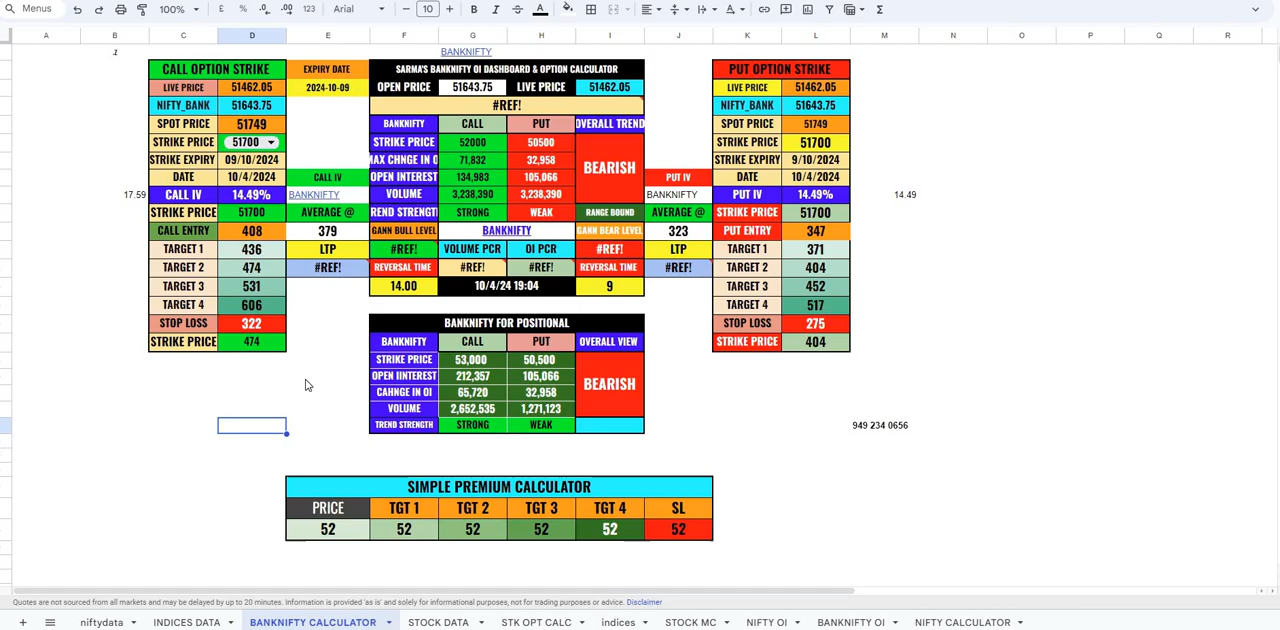 Menus 100% £ % .0 .00 123 Arial − 10 + B I S A A Σ
A B C D E F G H I J K L M N O P Q R
.1 BANKNIFTY
CALL OPTION STRIKE EXPIRY DATE SARMA'S BANKNIFTY OI DASHBOARD & OPTION CALCULATOR PUT OPTION STRIKE
LIVE PRICE 51462.05 2024-10-09 OPEN PRICE 51643.75 LIVE PRICE 51462.05 LIVE PRICE 51462.05
NIFTY_BANK 51643.75 #REF! NIFTY_BANK 51643.75
SPOT PRICE 51749 BANKNIFTY CALL PUT OVERALL TREND SPOT PRICE 51749
STRIKE PRICE 51700 STRIKE PRICE 52000 50500 BEARISH STRIKE PRICE 51700
STRIKE EXPIRY 09/10/2024 MAX CHNGE IN O 71,832 32,958 STRIKE EXPIRY 9/10/2024
DATE 10/4/2024 CALL IV OPEN INTEREST 134,983 105,066 PUT IV DATE 10/4/2024
17.59 CALL IV 14.49% BANKNIFTY VOLUME 3,238,390 3,238,390 BANKNIFTY PUT IV 14.49% 14.49
STRIKE PRICE 51700 AVERAGE @ REND STRENGTI STRONG WEAK RANGE BOUND AVERAGE @ STRIKE PRICE 51700
CALL ENTRY 408 379 GANN BULL LEVEL BANKNIFTY GANN BEAR LEVEL 323 PUT ENTRY 347
TARGET 1 436 LTP #REF! VOLUME PCR OI PCR #REF! LTP TARGET 1 371
TARGET 2 474 #REF! REVERSAL TIME #REF! #REF! REVERSAL TIME #REF! TARGET 2 404
TARGET 3 531 14.00 10/4/24 19:04 9 TARGET 3 452
TARGET 4 606 TARGET 4 517
STOP LOSS 322 BANKNIFTY FOR POSITIONAL STOP LOSS 275
STRIKE PRICE 474 BANKNIFTY CALL PUT OVERALL VIEW STRIKE PRICE 404
STRIKE PRICE 53,000 50,500 BEARISH
OPEN IINTEREST 212,357 105,066
CAHNGE IN OI 65,720 32,958
VOLUME 2,652,535 1,271,123
TREND STRENGTH STRONG WEAK 949 234 0656
SIMPLE PREMIUM CALCULATOR
PRICE TGT 1 TGT 2 TGT 3 TGT 4 SL
52 52 52 52 52 52
Quotes are not sourced from all markets and may be delayed by up to 20 minutes. Information is provided 'as is' and solely for informational purposes, not for trading purposes or advice. Disclaimer
+ niftydata INDICES DATA BANKNIFTY CALCULATOR STOCK DATA STK OPT CALC indices STOCK MC NIFTY OI BANKNIFTY OI NIFTY CALCULATOR